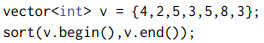 vector<int> v = {4,2,5,3,5,8,3};
sort(v.begin(),v.end());